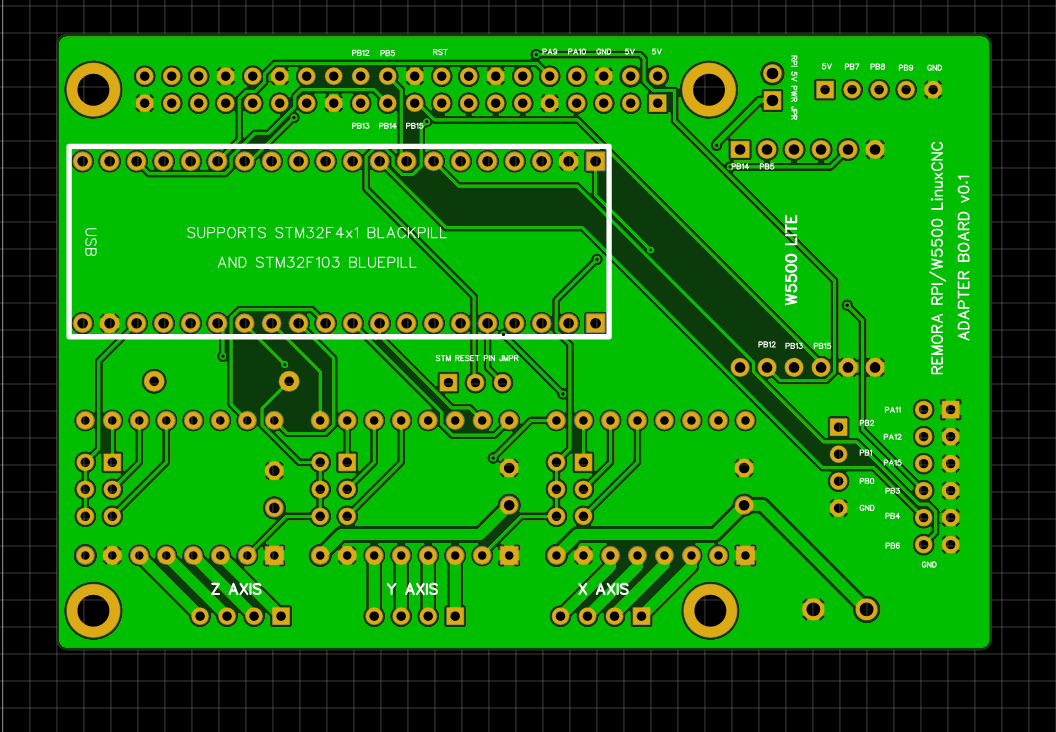 PB12 PB5 RST PA9 PA10 GND 5V 5V
RPI 5V PWR JPR
5V PB7 PB8 PB9 GND
PB13 PB14 PB15
PB14 PB5
USB
SUPPORTS STM32F4x1 BLACKPILL
AND STM32F103 BLUEPILL
W5500 LITE
REMORA RPI/W5500 LinuxCNC
ADAPTER BOARD v0.1
PB12 PB13 PB15
STM RESET PIN JMPR
PA11
PB2
PA12
PB1
PA15
PB0
PB3
GND
PB4
PB6
GND
Z AXIS Y AXIS X AXIS